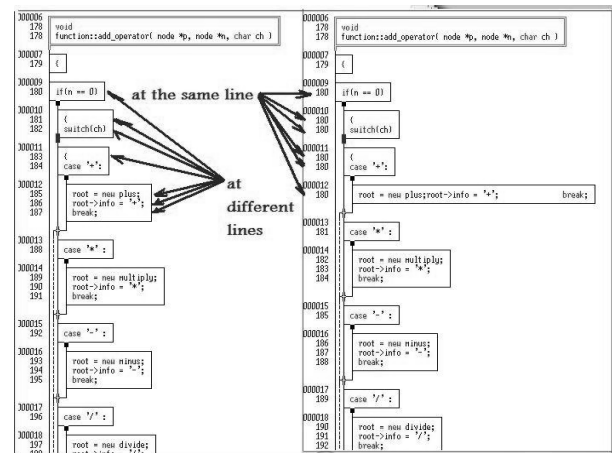 000006
178 void
178 function::add_operator( node *p, node *n, char ch )
000007
179 {
000009
180 if(n == 0)
000010
181 {
182 switch(ch)
000011
183 {
184 case '+':
000012
185 root = new plus;
186 root->info = '+';
187 break;
000013
188 case '*' :
000014
189 root = new multiply;
190 root->info = '*';
191 break;
000015
192 case '-' :
000016
193 root = new minus;
194 root->info = '-';
195 break;
000017
196 case '/' :
000018
197 root = new divide;
at the same line
at
different
lines
000006
178 void
178 function::add_operator( node *p, node *n, char ch )
000007
179 {
000009
180 if(n == 0)
000010
180 {
180 switch(ch)
000011
180 {
180 case '+':
000012
180 root = new plus;root->info = '+'; break;
000013
181 case '*' :
000014
182 root = new multiply;
183 root->info = '*';
184 break;
000015
185 case '-' :
000016
186 root = new minus;
187 root->info = '-';
188 break;
000017
189 case '/' :
000018
190 root = new divide;
191 root->info = '/';
192 break;